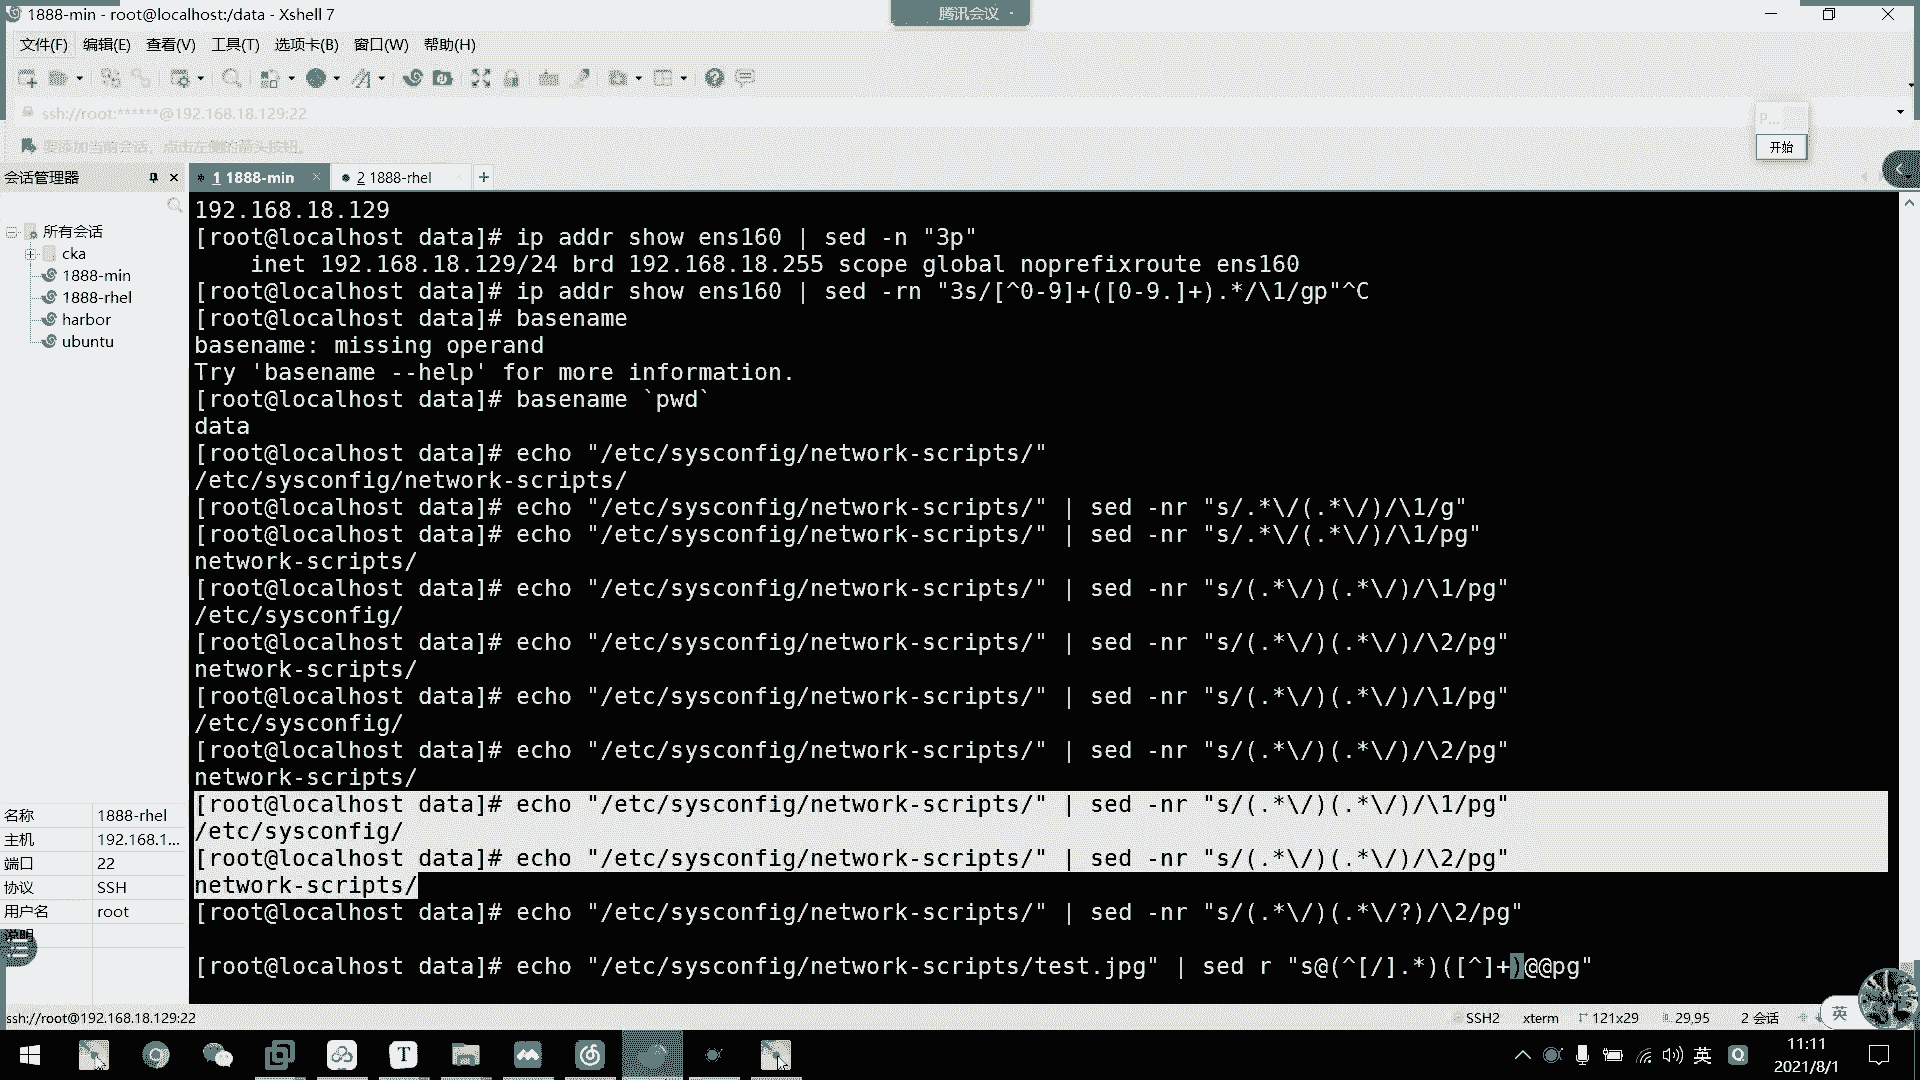 1888-min - root@localhost:/data - Xshell 7
腾讯会议
文件(F) 编辑(E) 查看(V) 工具(T) 选项卡(B) 窗口(W) 帮助(H)
ssh://root:******@192.168.18.129:22
要添加当前会话，点击左侧的箭头按钮。
P...
开始
会话管理器
1 1888-min
2 1888-rhel
所有会话
cka
1888-min
1888-rhel
harbor
ubuntu
名称 1888-rhel
主机 192.168.1...
端口 22
协议 SSH
用户名 root
说明
192.168.18.129
[root@localhost data]# ip addr show ens160 | sed -n "3p"
    inet 192.168.18.129/24 brd 192.168.18.255 scope global noprefixroute ens160
[root@localhost data]# ip addr show ens160 | sed -rn "3s/[^0-9]+([0-9.]+).*/\1/gp"^C
[root@localhost data]# basename
basename: missing operand
Try 'basename --help' for more information.
[root@localhost data]# basename `pwd`
data
[root@localhost data]# echo "/etc/sysconfig/network-scripts/"
/etc/sysconfig/network-scripts/
[root@localhost data]# echo "/etc/sysconfig/network-scripts/" | sed -nr "s/.*\/(.*\/)/\1/g"
[root@localhost data]# echo "/etc/sysconfig/network-scripts/" | sed -nr "s/.*\/(.*\/)/\1/pg"
network-scripts/
[root@localhost data]# echo "/etc/sysconfig/network-scripts/" | sed -nr "s/(.*\/)(.*\/)/\1/pg"
/etc/sysconfig/
[root@localhost data]# echo "/etc/sysconfig/network-scripts/" | sed -nr "s/(.*\/)(.*\/)/\2/pg"
network-scripts/
[root@localhost data]# echo "/etc/sysconfig/network-scripts/" | sed -nr "s/(.*\/)(.*\/)/\1/pg"
/etc/sysconfig/
[root@localhost data]# echo "/etc/sysconfig/network-scripts/" | sed -nr "s/(.*\/)(.*\/)/\2/pg"
network-scripts/
[root@localhost data]# echo "/etc/sysconfig/network-scripts/" | sed -nr "s/(.*\/)(.*\/)/\1/pg"
/etc/sysconfig/
[root@localhost data]# echo "/etc/sysconfig/network-scripts/" | sed -nr "s/(.*\/)(.*\/)/\2/pg"
network-scripts/
[root@localhost data]# echo "/etc/sysconfig/network-scripts/" | sed -nr "s/(.*\/)(.*\/?)/\2/pg"
[root@localhost data]# echo "/etc/sysconfig/network-scripts/test.jpg" | sed r "s@(^[/].*)([^]+)@@pg"
ssh://root@192.168.18.129:22
SSH2 xterm 121x29 29,95 2 会话
英
英
11:11
2021/8/1